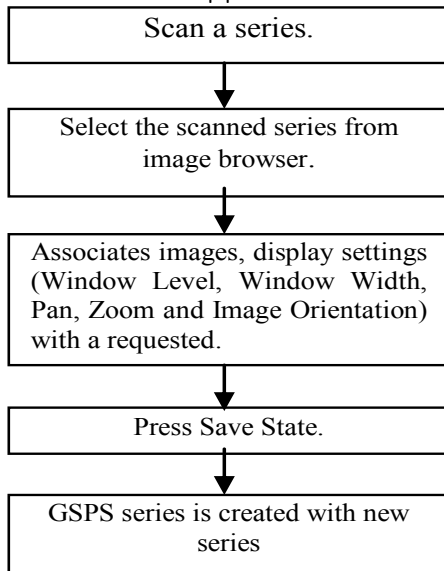 Scan a series.
Select the scanned series from
image browser.
Associates images, display settings
(Window Level, Window Width,
Pan, Zoom and Image Orientation)
with a requested.
Press Save State.
GSPS series is created with new
series